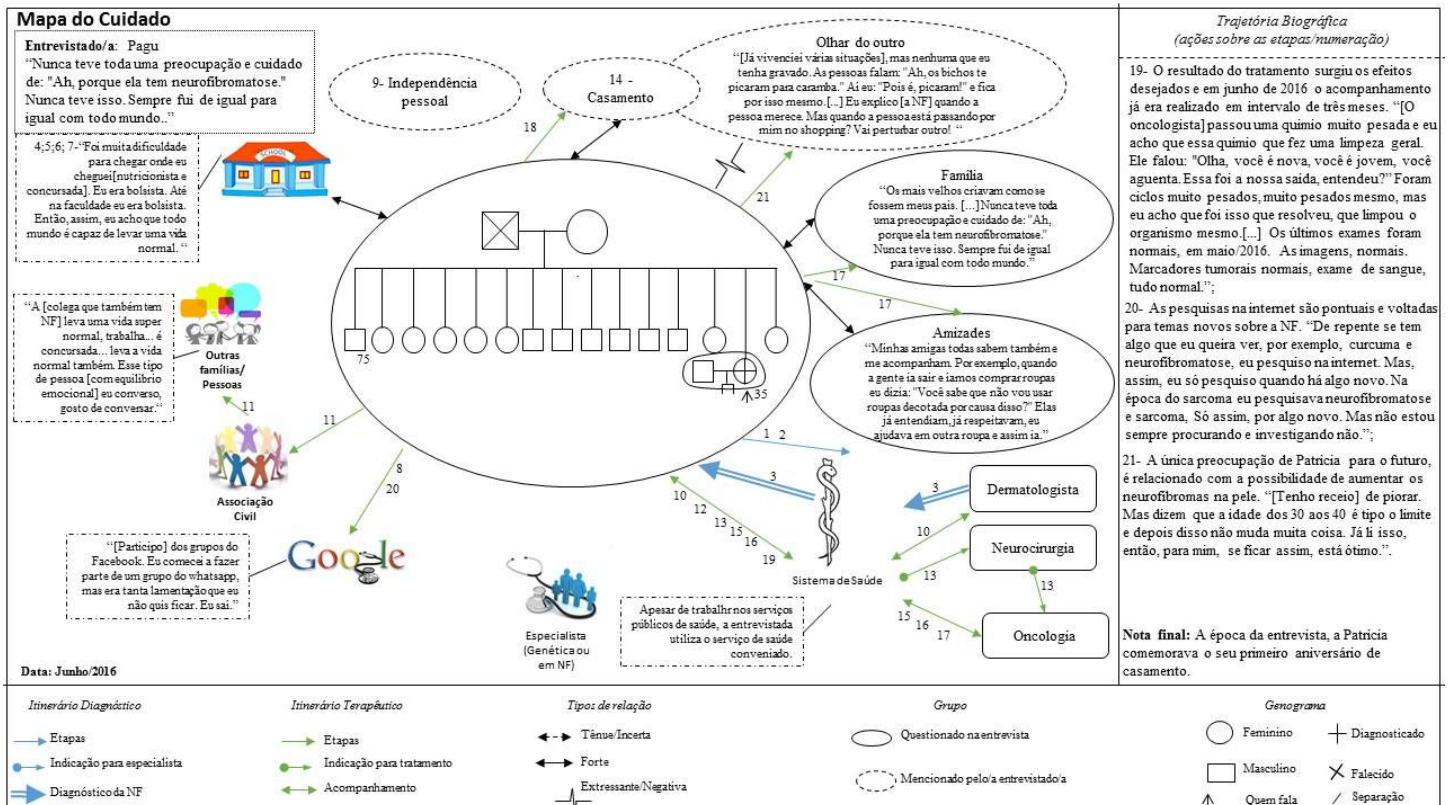 Mapa do Cuidado
Entrevistado/a: Pagu
“Nunca teve toda uma preocupação e cuidado
de: "Ah, porque ela tem neurofibromatose."
Nunca teve isso. Sempre fui de igual para
igual com todo mundo..”
4;5;6; 7-“Foi muita dificuldade
para chegar onde eu
cheguei[nutricionista e
concursada]. Eu era bolsista. Até
na faculdade eu era bolsista.
Então, assim, eu acho que todo
mundo é capaz de levar uma vida
normal. “
SCHOOL
9- Independência
pessoal
14 -
Casamento
18
Olhar do outro
“[Já vivenciei várias situações], mas nenhuma que eu
tenha gravado. As pessoas falam: "Ah, os bichos te
picaram para caramba." Aí eu: "Pois é, picaram!" e fica
por isso mesmo.[...] Eu explico [a NF] quando a
pessoa merece. Mas quando a pessoa está passando por
mim no shopping? Vai perturbar outro! “
21
Família
“Os mais velhos criavam como se
fossem meus pais. [...] Nunca teve toda
uma preocupação e cuidado de: "Ah,
porque ela tem neurofibromatose."
Nunca teve isso. Sempre fui de igual
para igual com todo mundo.”
17
17
Amizades
“Minhas amigas todas sabem também e
me acompanham. Por exemplo, quando
a gente ia sair e íamos comprar roupas
eu dizia: "Você sabe que não vou usar
roupas decotada por causa disso?" Elas
já entendiam, já respeitavam, eu
ajudava em outra roupa e assim ia.”
75
35
“A [colega que também tem
NF] leva uma vida super
normal, trabalha... é
concursada... leva a vida
normal também. Esse tipo
de pessoa [com equilíbrio
emocional] eu converso,
gosto de conversar.“
Outras
famílias/
Pessoas
11
11
Associação
Civil
8
20
“[Participo] dos grupos do
Facebook. Eu comecei a fazer
parte de um grupo do whatsapp,
mas era tanta lamentação que eu
não quis ficar. Eu saí.”
Google
Especialista
(Genética ou
em NF)
1 2
3
10
12
13
15
16
19
Sistema de Saúde
Apesar de trabalhr nos serviços
públicos de saúde, a entrevistada
utiliza o serviço de saúde
conveniado.
3
Dermatologista
10
Neurocirurgia
13
13
15
16
17
Oncologia
Data: Junho/2016
Trajetória Biográfica
(ações sobre as etapas/numeração)
19- O resultado do tratamento surgiu os efeitos
desejados e em junho de 2016 o acompanhamento
já era realizado em intervalo de três meses. “[O
oncologista] passou uma quimio muito pesada e eu
acho que essa quimio que fez uma limpeza geral.
Ele falou: "Olha, você é nova, você é jovem, você
aguenta. Essa foi a nossa saída, entendeu?” Foram
ciclos muito pesados, muito pesados mesmo, mas
eu acho que foi isso que resolveu, que limpou o
organismo mesmo.[...] Os últimos exames foram
normais, em maio/2016. As imagens, normais.
Marcadores tumorais normais, exame de sangue,
tudo normal.”;
20- As pesquisas na internet são pontuais e voltadas
para temas novos sobre a NF. “De repente se tem
algo que eu queira ver, por exemplo, curcuma e
neurofibromatose, eu pesquiso na internet. Mas,
assim, eu só pesquiso quando há algo novo. Na
época do sarcoma eu pesquisava neurofibromatose
e sarcoma, Só assim, por algo novo. Mas não estou
sempre procurando e investigando não.”;
21- A única preocupação de Patrícia para o futuro,
é relacionado com a possibilidade de aumentar os
neurofibromas na pele. “[Tenho receio] de piorar.
Mas dizem que a idade dos 30 aos 40 é tipo o limite
e depois disso não muda muita coisa. Já li isso,
então, para mim, se ficar assim, está ótimo.”.
Nota final: A época da entrevista, a Patrícia
comemorava o seu primeiro aniversário de
casamento.
Itinerário Diagnóstico
Etapas
Indicação para especialista
Diagnóstico da NF
Itinerário Terapêutico
Etapas
Indicação para tratamento
Acompanhamento
Tipos de relação
Tênue/Incerta
Forte
Extressante/Negativa
Grupo
Questionado na entrevista
Mencionado pelo/a entrevistado/a
Genograma
Feminino
Diagnosticado
Masculino
Falecido
Quem fala
Separação